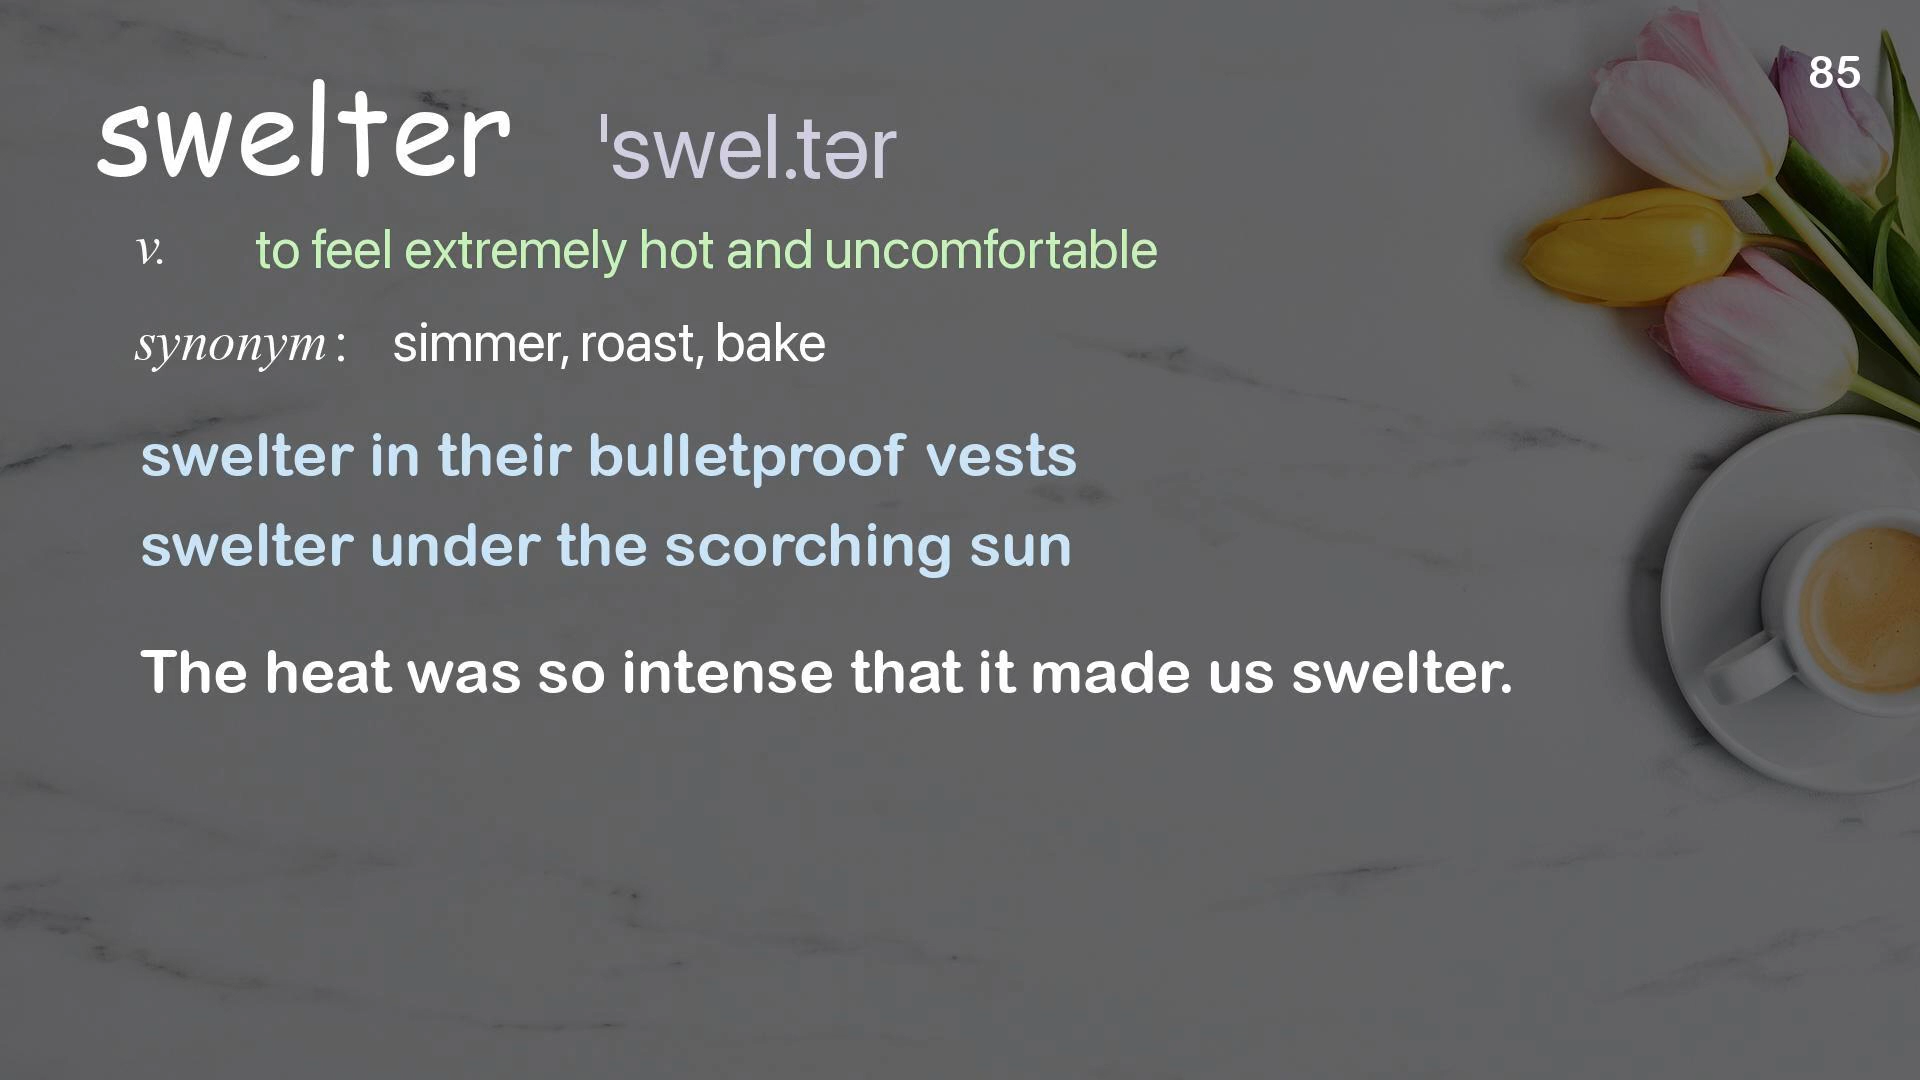 85
swelter ˈswel.tər
v. to feel extremely hot and uncomfortable
synonym : simmer, roast, bake
swelter in their bulletproof vests
swelter under the scorching sun
The heat was so intense that it made us swelter.